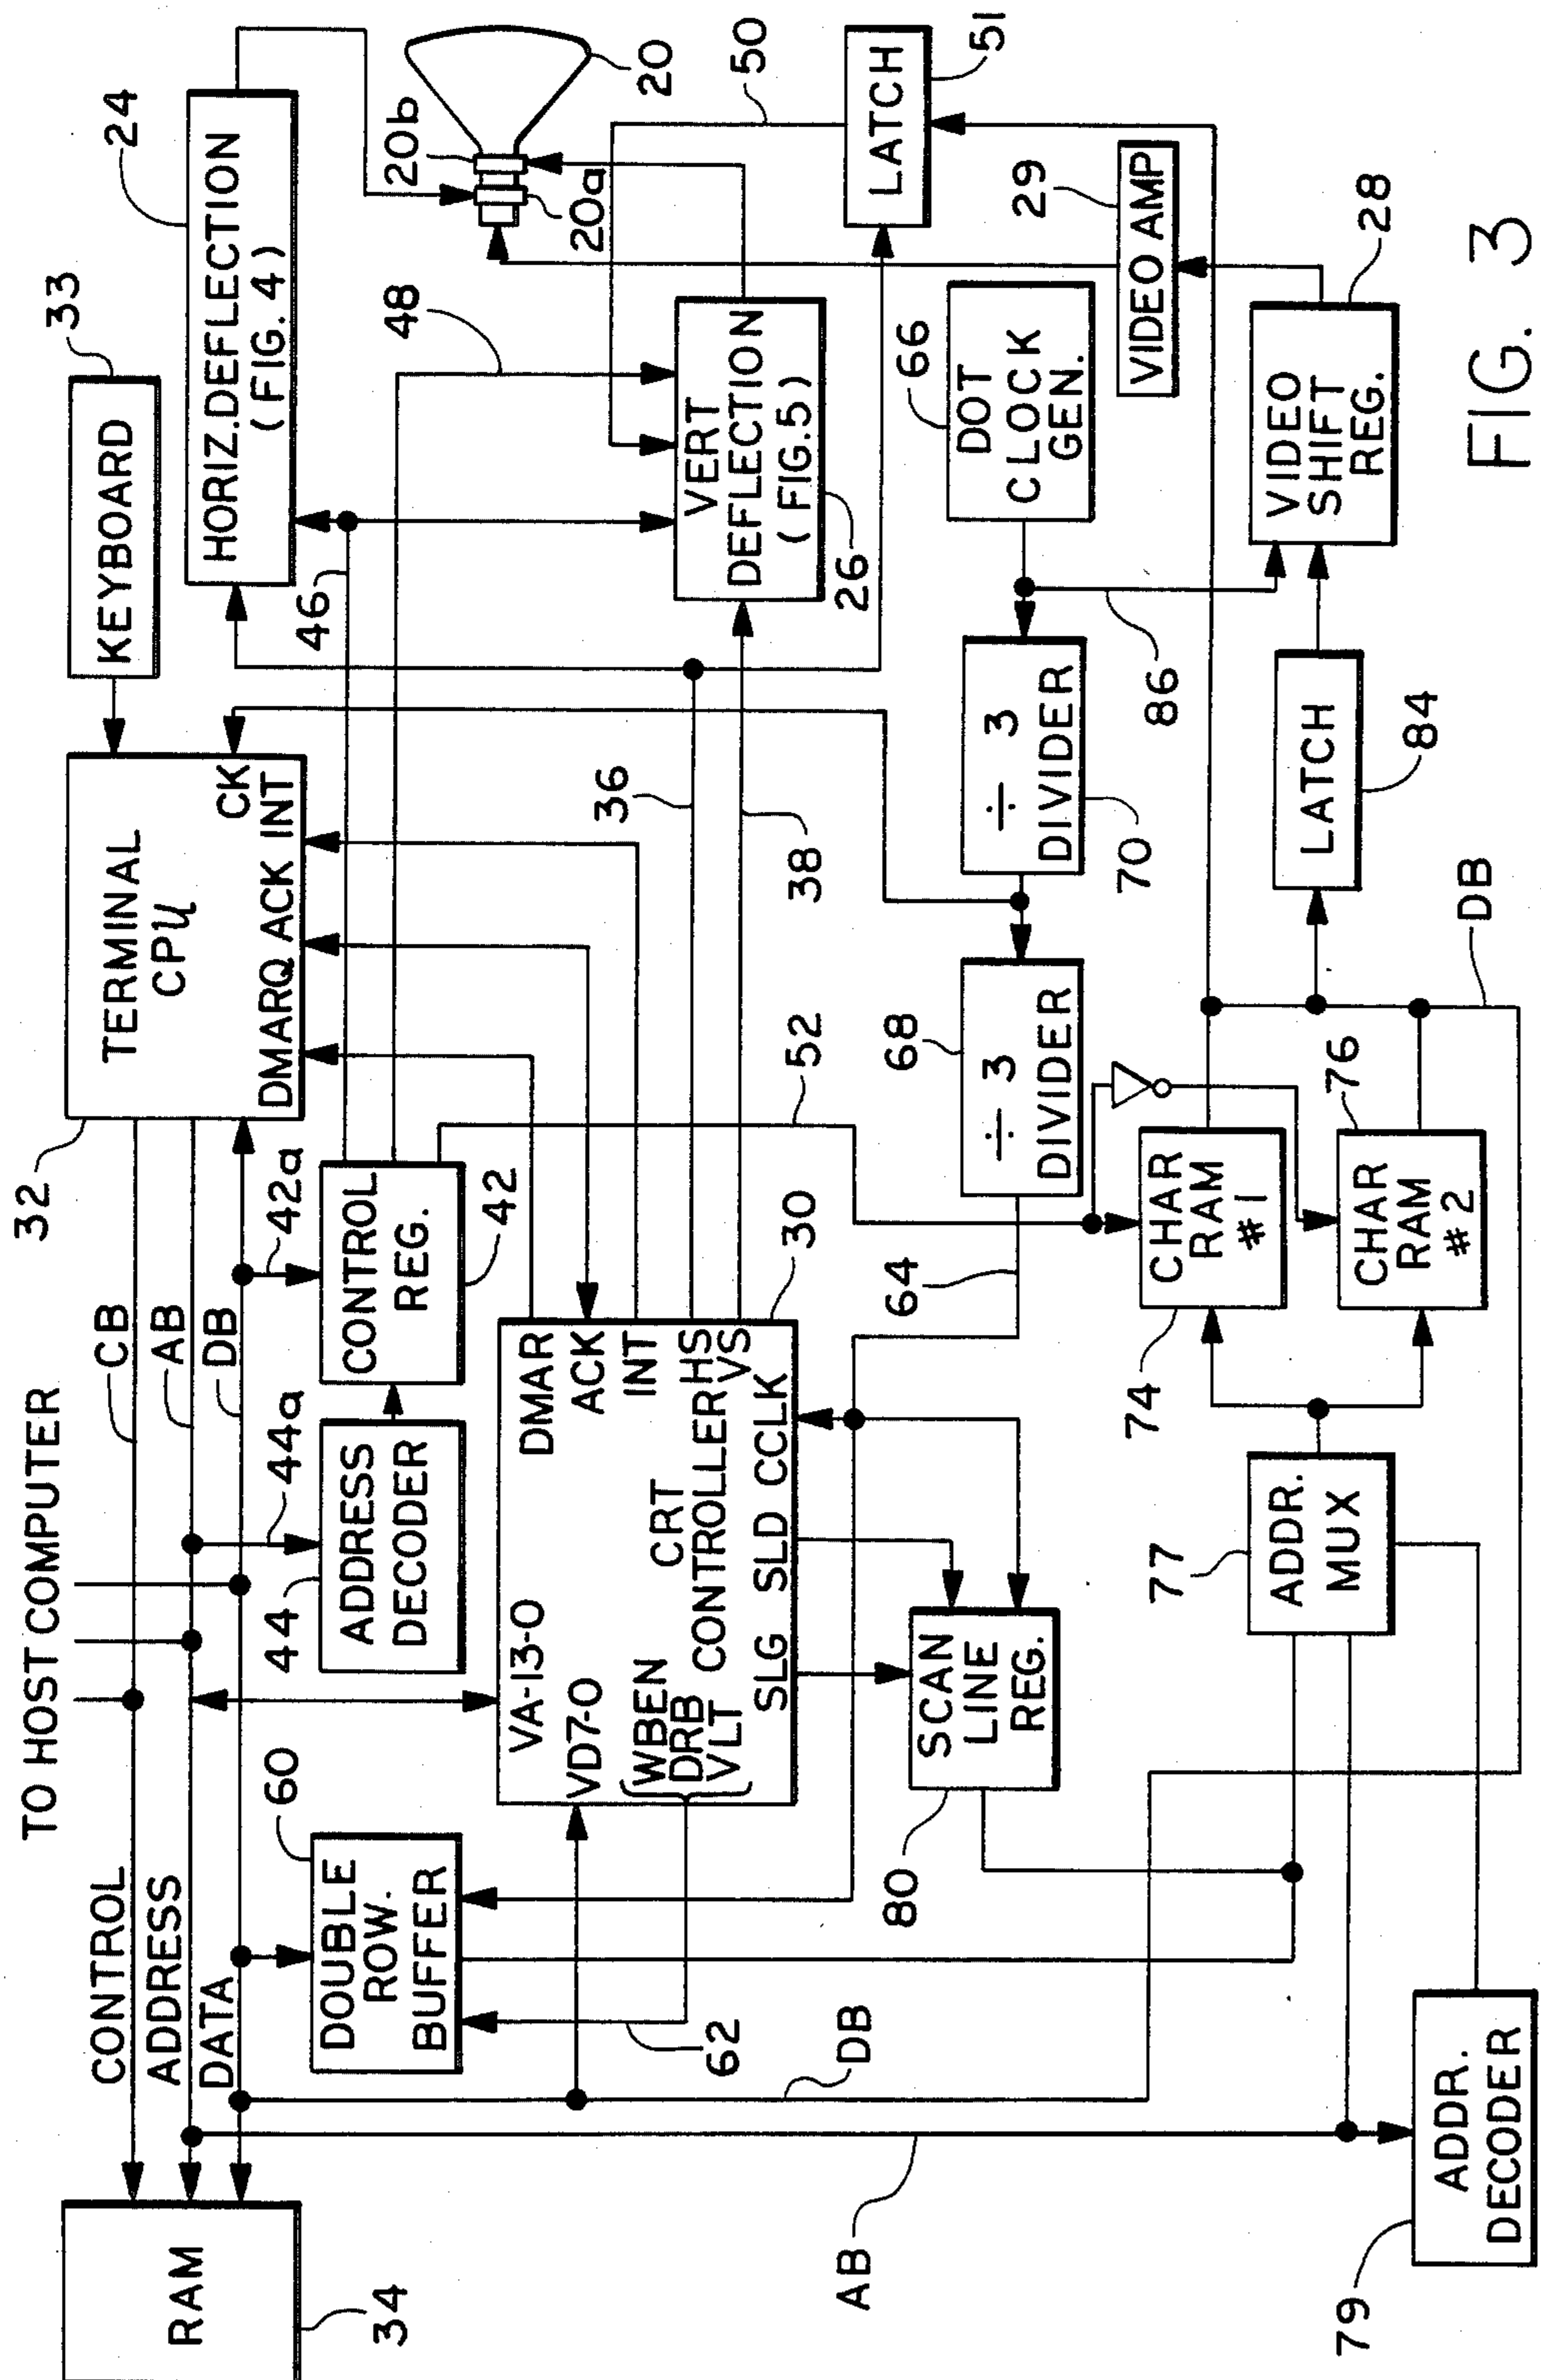 TO HOST COMPUTER
RAM
34
CONTROL
ADDRESS
DATA
CB
AB
DB
32
TERMINAL
CPU
CK
DMARQ ACK INT
33
KEYBOARD
24
HORIZ. DEFLECTION
(FIG. 4)
60
DOUBLE
ROW.
BUFFER
62
44
44a
ADDRESS
DECODER
42a
CONTROL
REG.
42
46
48
20b
20a
20
50
VERT
DEFLECTION
(FIG.5)
26
LATCH
51
VA-13-0
VD7-0
WBEN
DRB
VLT
DMAR
ACK
INT
HS
VS
CRT
CONTROLLER
SLG SLD CCLK
30
36
38
52
DB
AB
SCAN
LINE
REG.
80
64
68
÷ 3
DIVIDER
÷ 3
DIVIDER
70
66
DOT
CLOCK
GEN.
86
29
VIDEO AMP
VIDEO
SHIFT
REG.
28
LATCH
84
DB
74
CHAR
RAM
#1
76
CHAR
RAM
#2
77
ADDR.
MUX
79
ADDR.
DECODER
FIG. 3